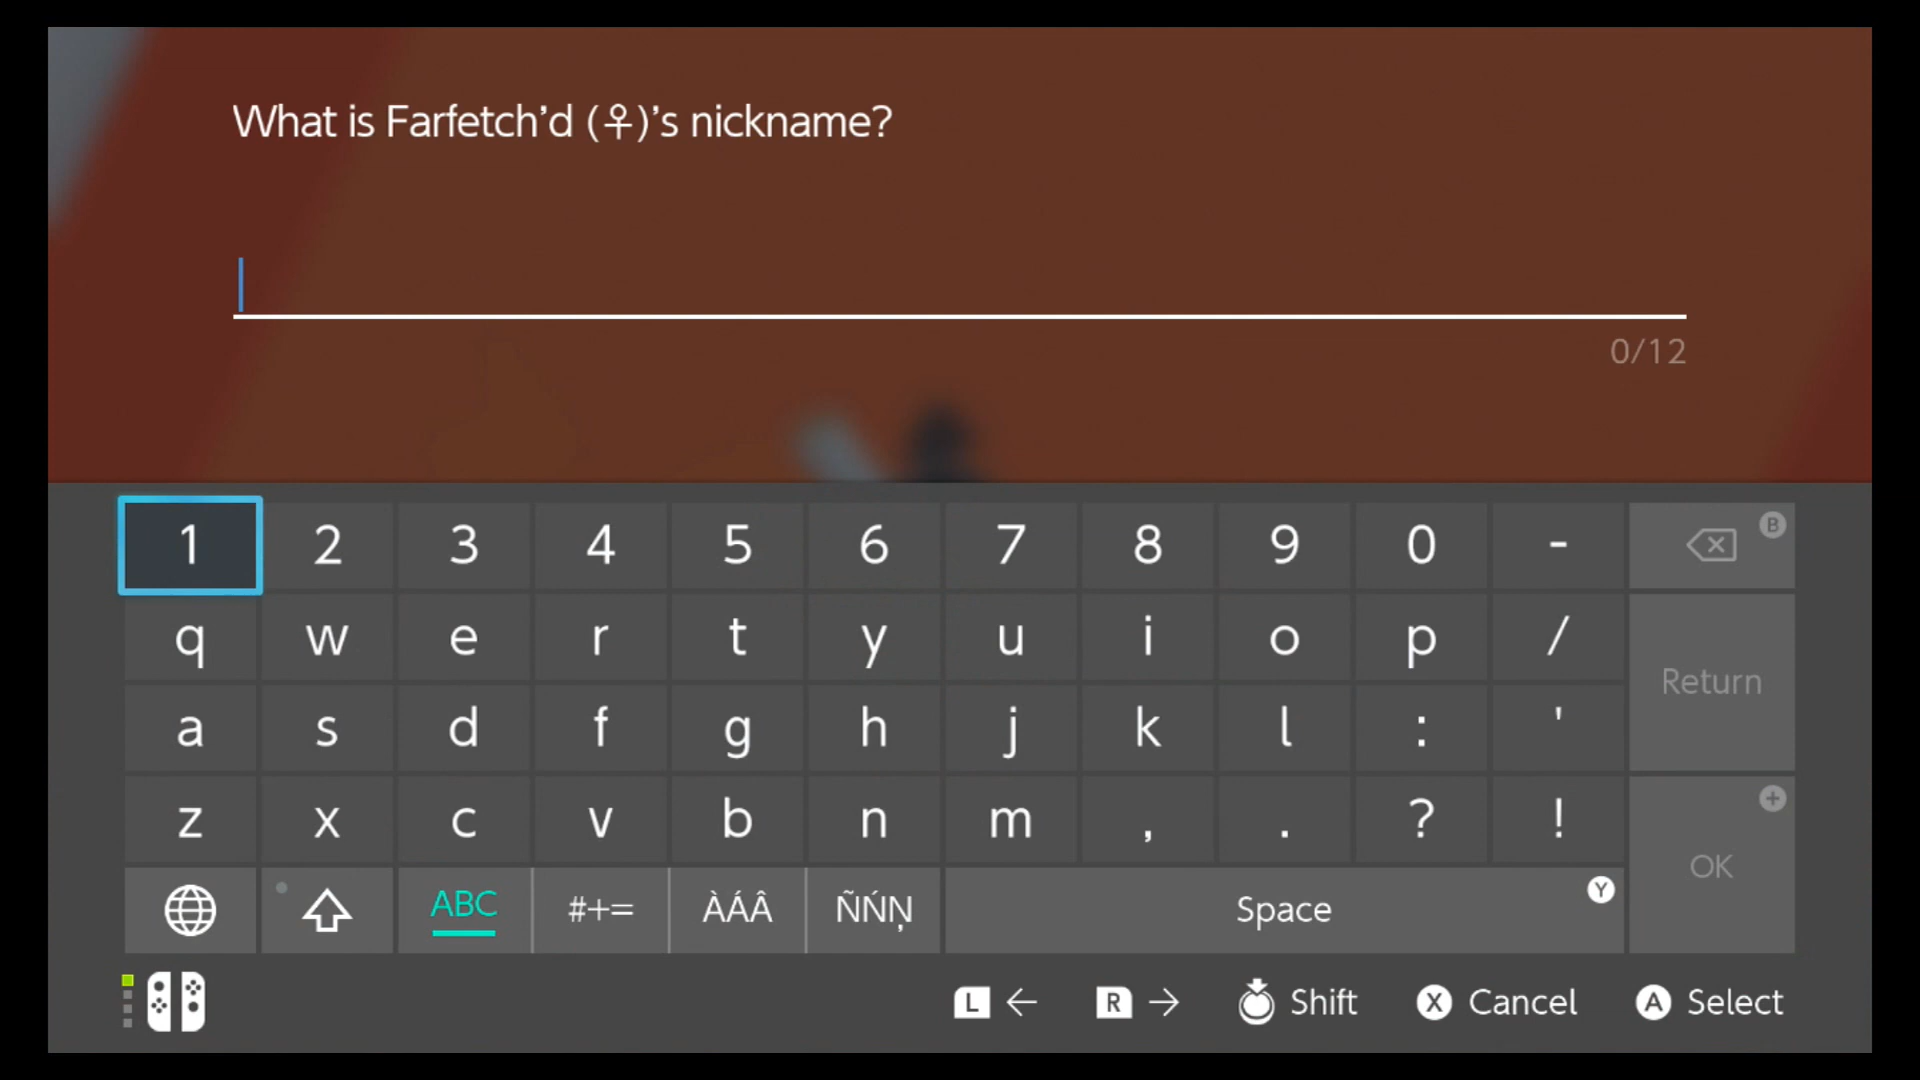 What is Farfetch’d (♀)’s nickname?
0/12
1 2 3 4 5 6 7 8 9 0 - B
q w e r t y u i o p / Return
a s d f g h j k l : '
z x c v b n m , . ? ! + OK
ABC #+= ÀÁÂ ÑŃŅ Space Y
L ← R → Shift X Cancel A Select